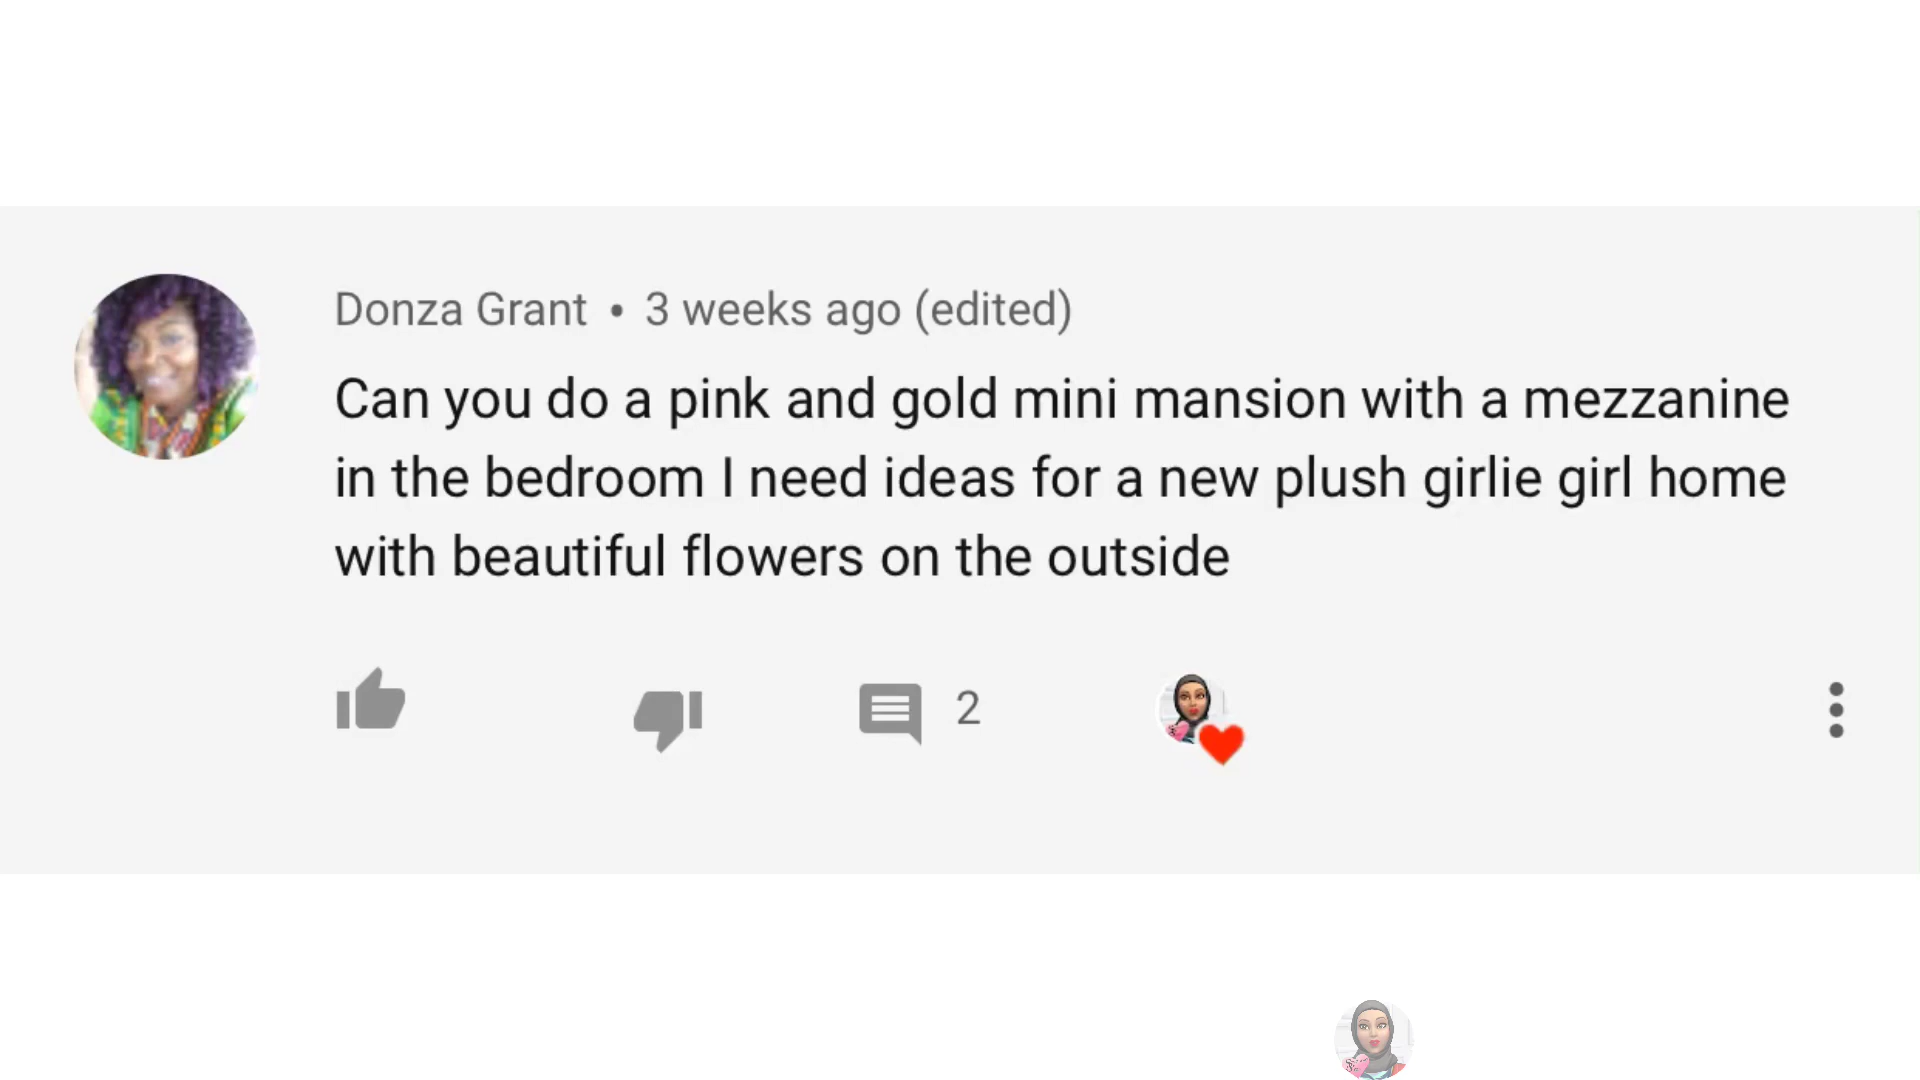 Donza Grant • 3 weeks ago (edited)
Can you do a pink and gold mini mansion with a mezzanine
in the bedroom I need ideas for a new plush girlie girl home
with beautiful flowers on the outside
2